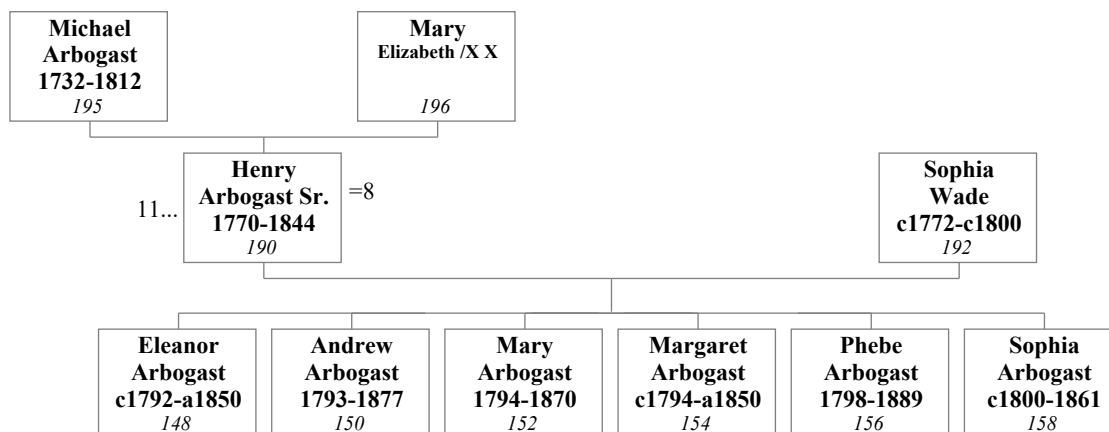 Michael
Arbogast
1732-1812
195
Mary
Elizabeth /X X
196
Henry
Arbogast Sr.
1770-1844
190
11...
=8
Sophia
Wade
c1772-c1800
192
Eleanor
Arbogast
c1792-a1850
148
Andrew
Arbogast
1793-1877
150
Mary
Arbogast
1794-1870
152
Margaret
Arbogast
c1794-a1850
154
Phebe
Arbogast
1798-1889
156
Sophia
Arbogast
c1800-1861
158